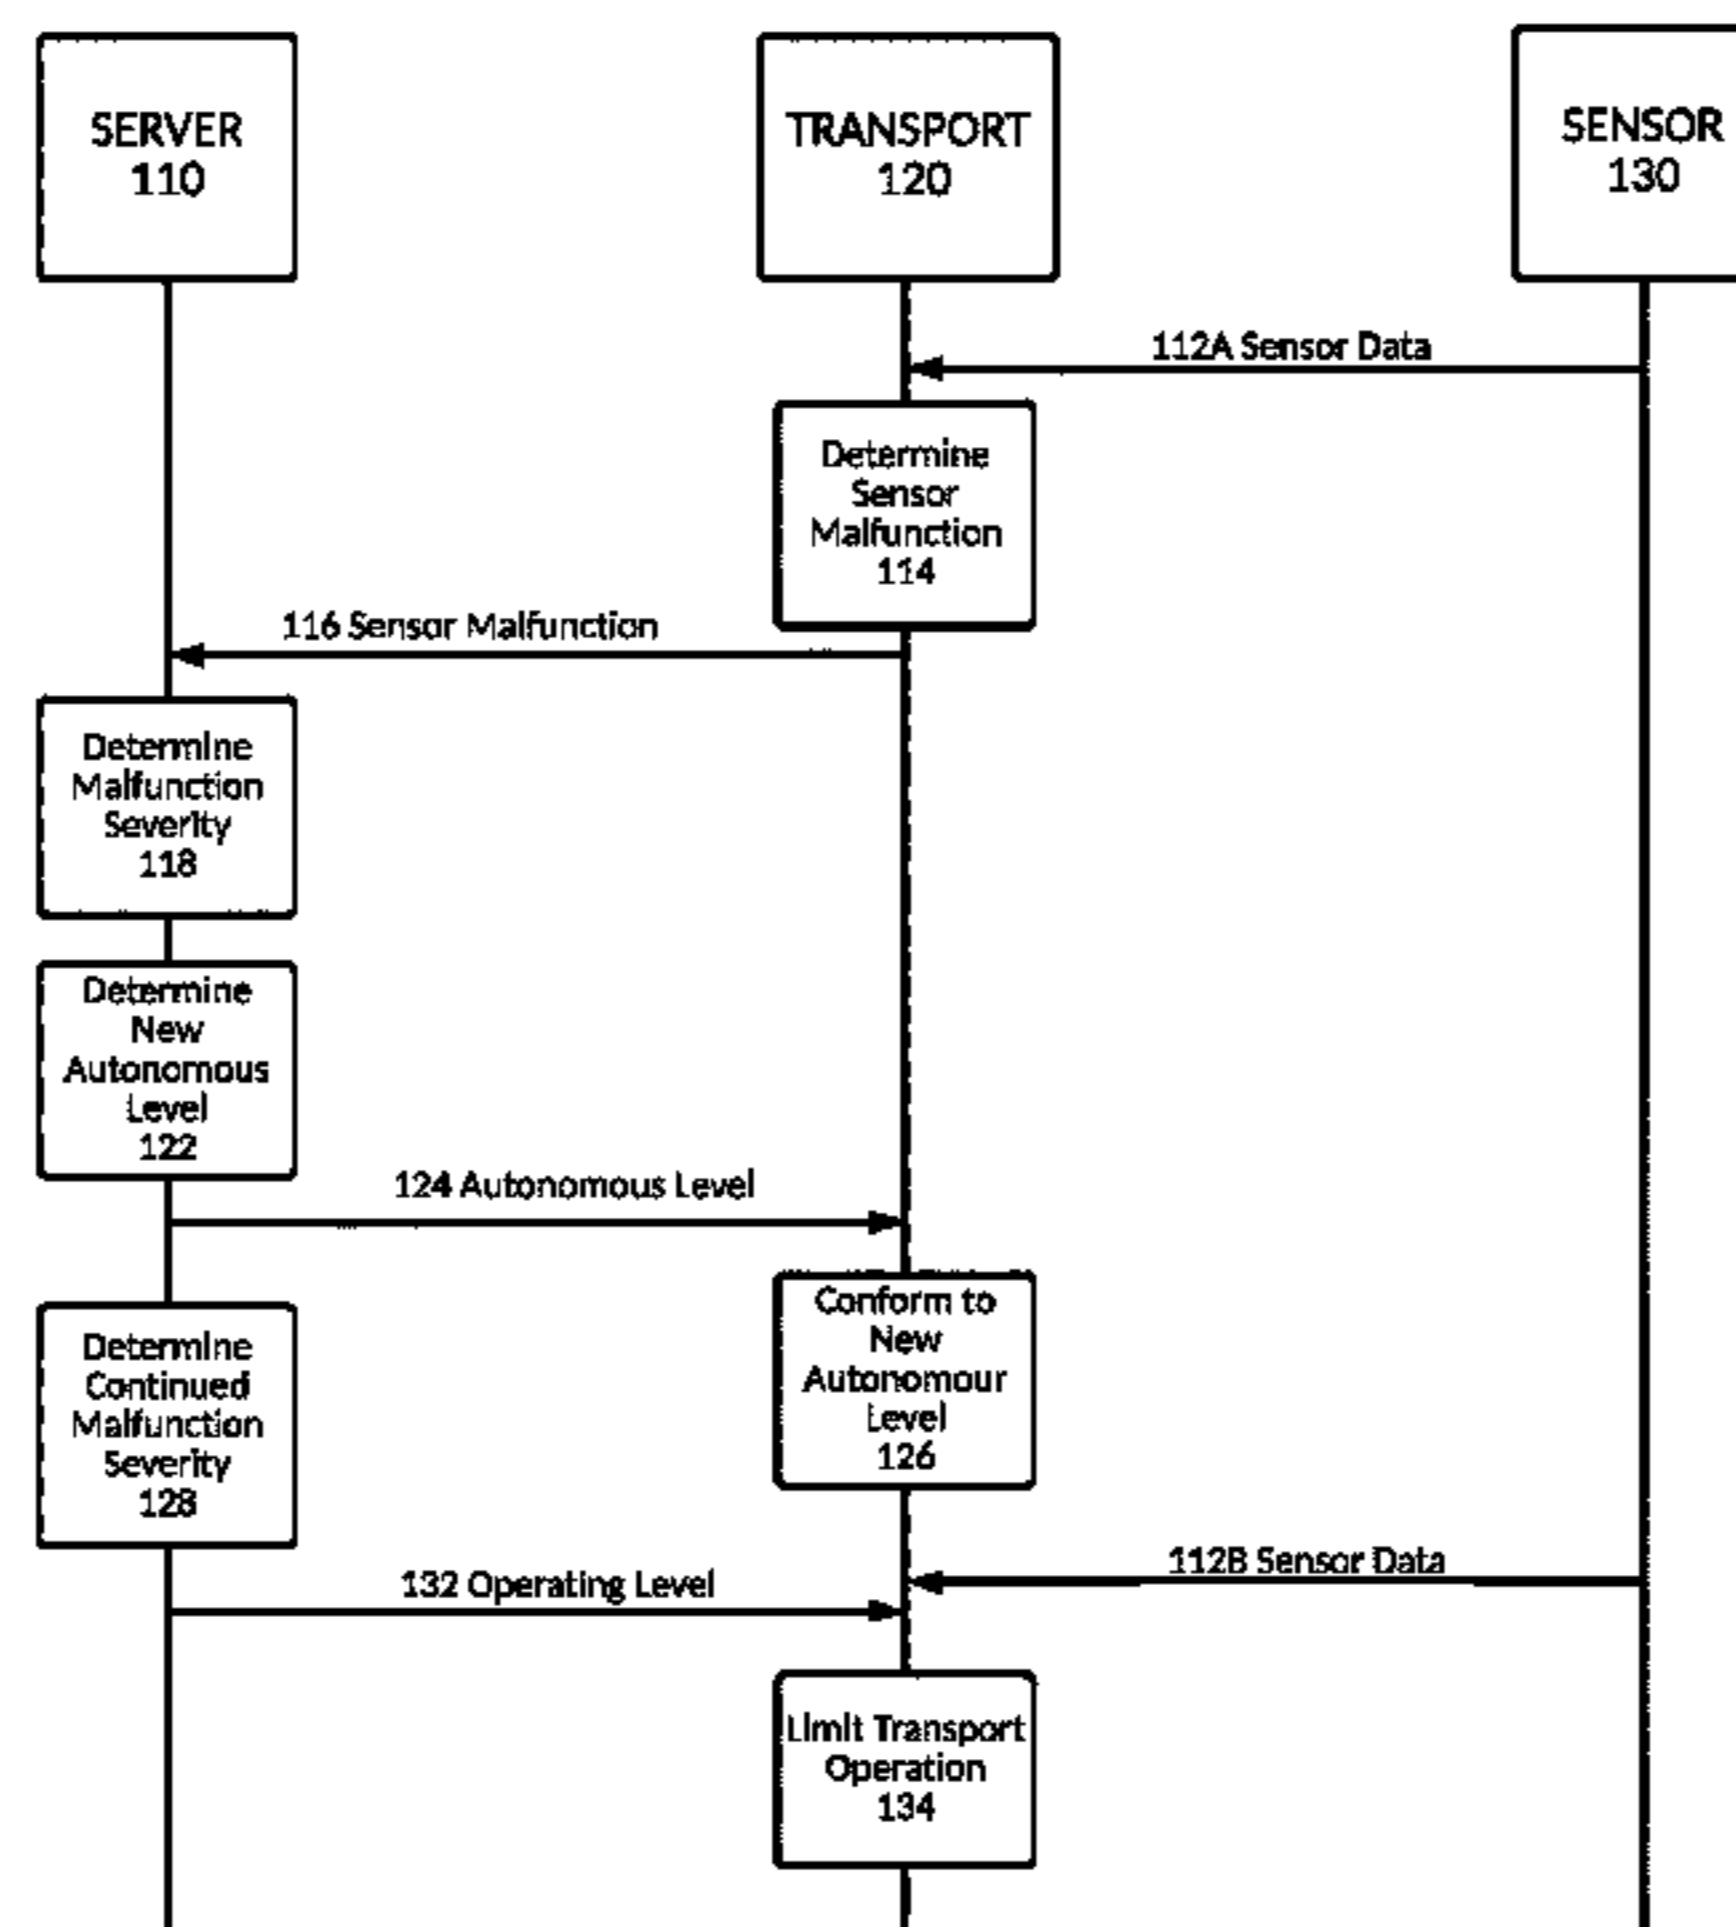 SERVER
110
TRANSPORT
120
SENSOR
130
112A Sensor Data
Determine
Sensor
Malfunction
114
116 Sensor Malfunction
Determine
Malfunction
Severity
118
Determine
New
Autonomous
Level
122
124 Autonomous Level
Conform to
New
Autonomour
Level
126
Determine
Continued
Malfunction
Severity
128
112B Sensor Data
132 Operating Level
Limit Transport
Operation
134